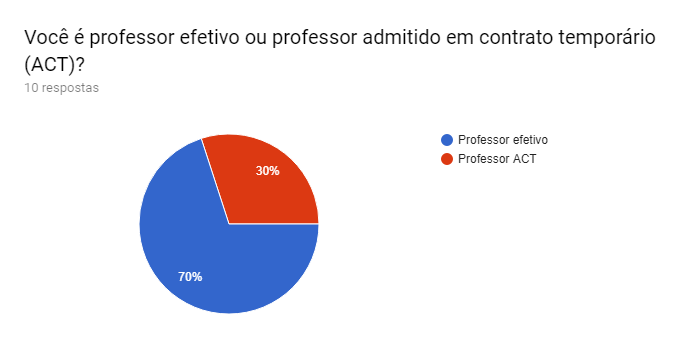 Você é professor efetivo ou professor admitido em contrato temporário
(ACT)?
10 respostas
Professor efetivo
Professor ACT
30%
70%